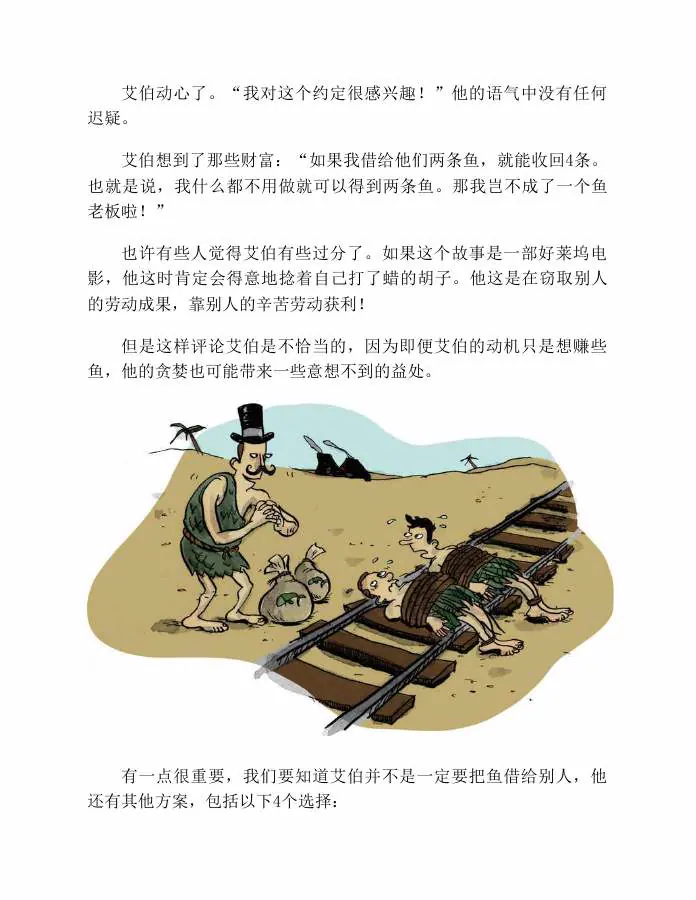 艾伯动心了。“我对这个约定很感兴趣！”他的语气中没有任何
迟疑。
艾伯想到了那些财富：“如果我借给他们两条鱼，就能收回4条。
也就是说，我什么都不用做就可以得到两条鱼。那我岂不成了一个鱼
老板啦！”
也许有些人觉得艾伯有些过分了。如果这个故事是一部好莱坞电
影，他这时肯定会得意地捻着自己打了蜡的胡子。他这是在窃取别人
的劳动成果，靠别人的辛苦劳动获利！
但是这样评论艾伯是不恰当的，因为即便艾伯的动机只是想赚些
鱼，他的贪婪也可能带来一些意想不到的益处。
有一点很重要，我们要知道艾伯并不是一定要把鱼借给别人，他
还有其他方案，包括以下4个选择：